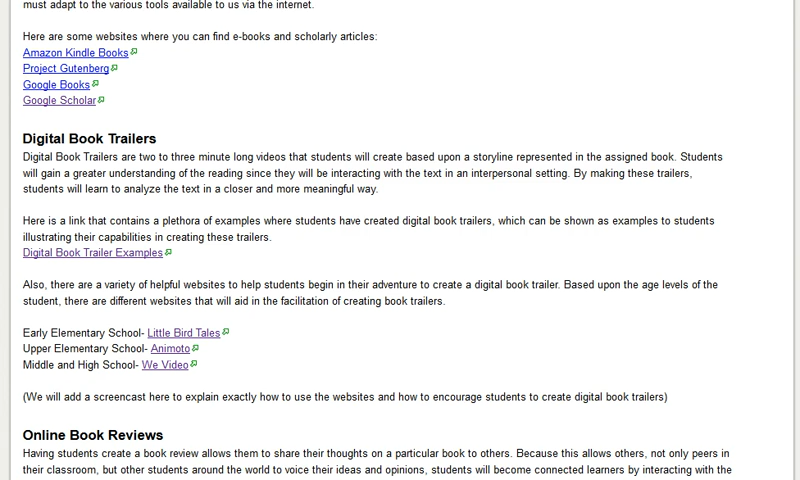 must adapt to the various tools available to us via the internet.
Here are some websites where you can find e-books and scholarly articles:
Amazon Kindle Books
Project Gutenberg
Google Books
Google Scholar
Digital Book Trailers
Digital Book Trailers are two to three minute long videos that students will create based upon a storyline represented in the assigned book. Students
will gain a greater understanding of the reading since they will be interacting with the text in an interpersonal setting. By making these trailers,
students will learn to analyze the text in a closer and more meaningful way.
Here is a link that contains a plethora of examples where students have created digital book trailers, which can be shown as examples to students
illustrating their capabilities in creating these trailers.
Digital Book Trailer Examples
Also, there are a variety of helpful websites to help students begin in their adventure to create a digital book trailer. Based upon the age levels of the
student, there are different websites that will aid in the facilitation of creating book trailers.
Early Elementary School- Little Bird Tales
Upper Elementary School- Animoto
Middle and High School- We Video
(We will add a screencast here to explain exactly how to use the websites and how to encourage students to create digital book trailers)
Online Book Reviews
Having students create a book review allows them to share their thoughts on a particular book to others. Because this allows others, not only peers in
their classroom, but other students around the world to voice their ideas and opinions, students will become connected learners by interacting with the